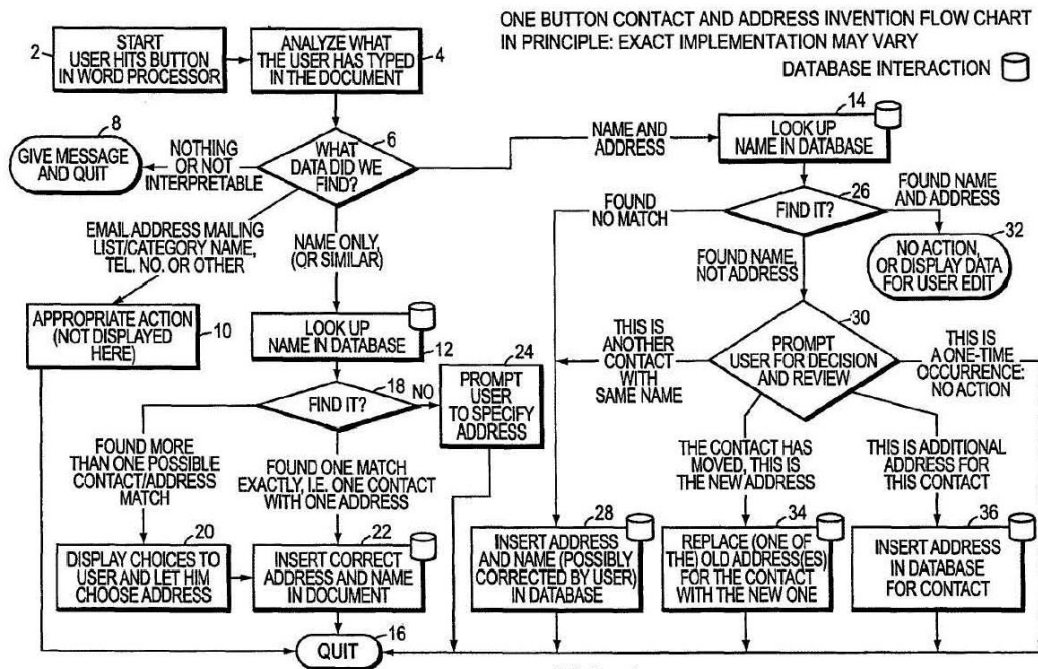 ONE BUTTON CONTACT AND ADDRESS INVENTION FLOW CHART
IN PRINCIPLE: EXACT IMPLEMENTATION MAY VARY
DATABASE INTERACTION
2
START
USER HITS BUTTON
IN WORD PROCESSOR
ANALYZE WHAT
THE USER HAS TYPED
IN THE DOCUMENT
4
8
GIVE MESSAGE
AND QUIT
NOTHING
OR NOT
INTERPRETABLE
6
WHAT
DATA DID WE
FIND?
NAME AND
ADDRESS
14
LOOK UP
NAME IN DATABASE
EMAIL ADDRESS MAILING
LIST/CATEGORY NAME,
TEL. NO. OR OTHER
NAME ONLY,
(OR SIMILAR)
FOUND
NO MATCH
26
FIND IT?
FOUND NAME
AND ADDRESS
32
NO ACTION,
OR DISPLAY DATA
FOR USER EDIT
FOUND NAME,
NOT ADDRESS
APPROPRIATE ACTION
(NOT DISPLAYED
HERE)
10
LOOK UP
NAME IN DATABASE
12
THIS IS
ANOTHER
CONTACT
WITH
SAME NAME
30
PROMPT
USER FOR DECISION
AND REVIEW
THIS IS
A ONE-TIME
OCCURRENCE:
NO ACTION
18
FIND IT?
NO
24
PROMPT
USER
TO SPECIFY
ADDRESS
FOUND MORE
THAN ONE POSSIBLE
CONTACT/ADDRESS
MATCH
FOUND ONE MATCH
EXACTLY, I.E. ONE CONTACT
WITH ONE ADDRESS
THE CONTACT HAS
MOVED, THIS IS
THE NEW ADDRESS
THIS IS ADDITIONAL
ADDRESS FOR
THIS CONTACT
20
DISPLAY CHOICES TO
USER AND LET HIM
CHOOSE ADDRESS
22
INSERT CORRECT
ADDRESS AND NAME
IN DOCUMENT
28
INSERT ADDRESS
AND NAME (POSSIBLY
CORRECTED BY USER)
IN DATABASE
34
REPLACE (ONE OF
THE) OLD ADDRESS(ES)
FOR THE CONTACT
WITH THE NEW ONE
36
INSERT ADDRESS
IN DATABASE
FOR CONTACT
16
QUIT